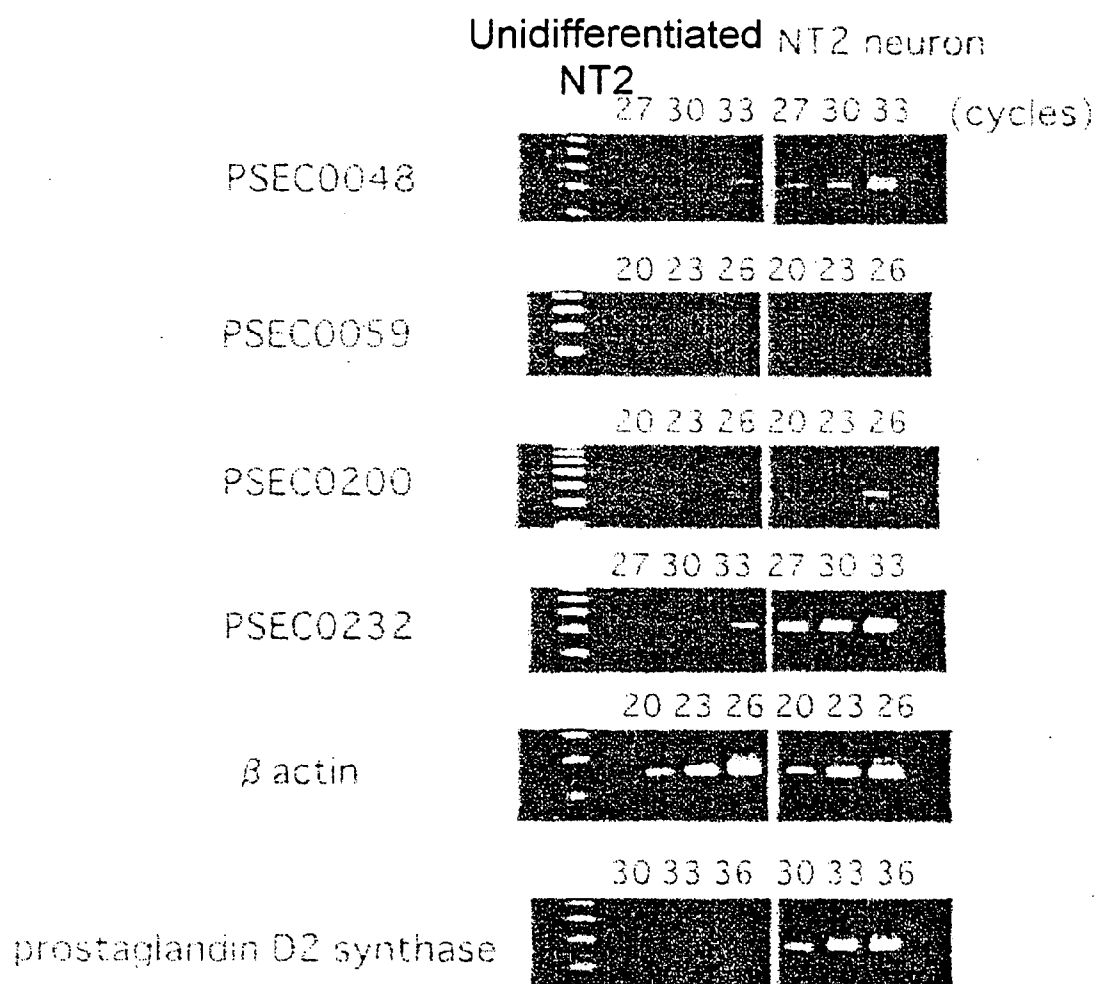 Unidifferentiated NT2 neuron
NT2
27 30 33 27 30 33 (cycles)
PSEC0048
20 23 26 20 23 26
PSEC0059
20 23 26 20 23 26
PSEC0200
27 30 33 27 30 33
PSEC0232
20 23 26 20 23 26
β actin
30 33 36 30 33 36
prostaglandin D2 synthase